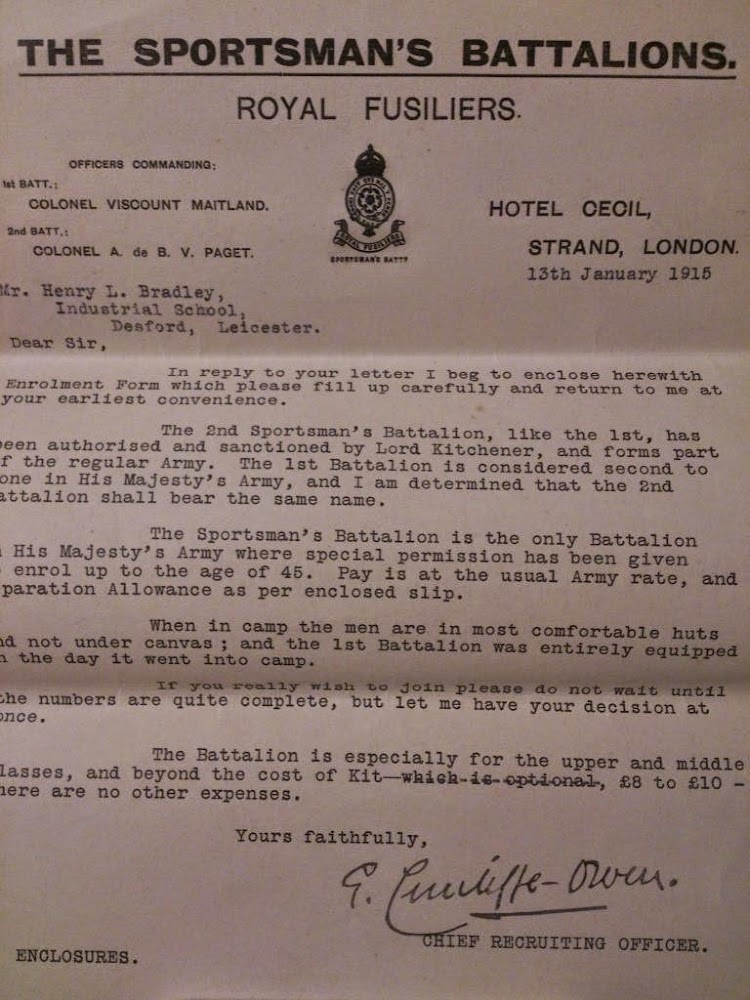 THE SPORTSMAN'S BATTALIONS.
ROYAL FUSILIERS.
OFFICERS COMMANDING:
1st BATT.:
COLONEL VISCOUNT MAITLAND.
2nd BATT.:
COLONEL A. de B. V. PAGET.
ROYAL FUSILIERS
SPORTSMAN'S BATTS
HOTEL CECIL,
STRAND, LONDON.
13th January 1915
Mr. Henry L. Bradley,
Industrial School,
Desford, Leicester.
Dear Sir,
In reply to your letter I beg to enclose herewith
Enrolment Form which please fill up carefully and return to me at
your earliest convenience.
The 2nd Sportsman's Battalion, like the 1st, has
een authorised and sanctioned by Lord Kitchener, and forms part
f the regular Army. The 1st Battalion is considered second to
one in His Majesty's Army, and I am determined that the 2nd
attalion shall bear the same name.
The Sportsman's Battalion is the only Battalion
His Majesty's Army where special permission has been given
enrol up to the age of 45. Pay is at the usual Army rate, and
paration Allowance as per enclosed slip.
When in camp the men are in most comfortable huts
nd not under canvas; and the 1st Battalion was entirely equipped
n the day it went into camp.
If you really wish to join please do not wait until
the numbers are quite complete, but let me have your decision at
once.
The Battalion is especially for the upper and middle
lasses, and beyond the cost of Kit—which is optional, £8 to £10 -
here are no other expenses.
Yours faithfully,
E. Cunliffe-Owen.
CHIEF RECRUITING OFFICER.
ENCLOSURES.